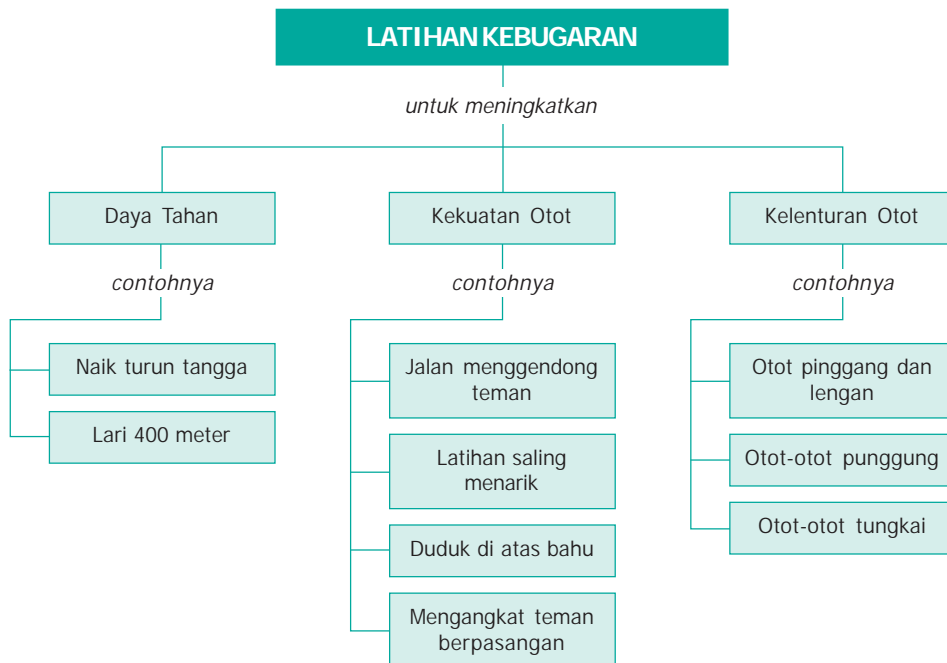 LATIHAN KEBUGARAN
untuk meningkatkan
Daya Tahan
contohnya
Naik turun tangga
Lari 400 meter
Kekuatan Otot
contohnya
Jalan menggendong
teman
Latihan saling
menarik
Duduk di atas bahu
Mengangkat teman
berpasangan
Kelenturan Otot
contohnya
Otot pinggang dan
lengan
Otot-otot punggung
Otot-otot tungkai